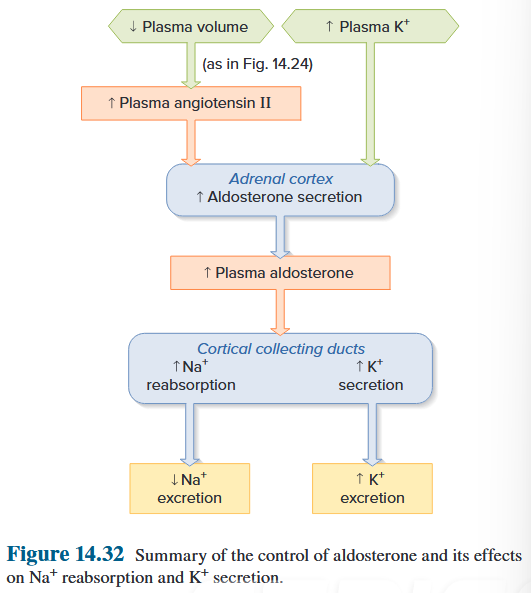 ↓ Plasma volume
↑ Plasma K⁺
(as in Fig. 14.24)
↑ Plasma angiotensin II
Adrenal cortex
↑ Aldosterone secretion
↑ Plasma aldosterone
Cortical collecting ducts
↑ Na⁺
reabsorption
↑ K⁺
secretion
↓ Na⁺
excretion
↑ K⁺
excretion
Figure 14.32 Summary of the control of aldosterone and its effects
on Na⁺ reabsorption and K⁺ secretion.